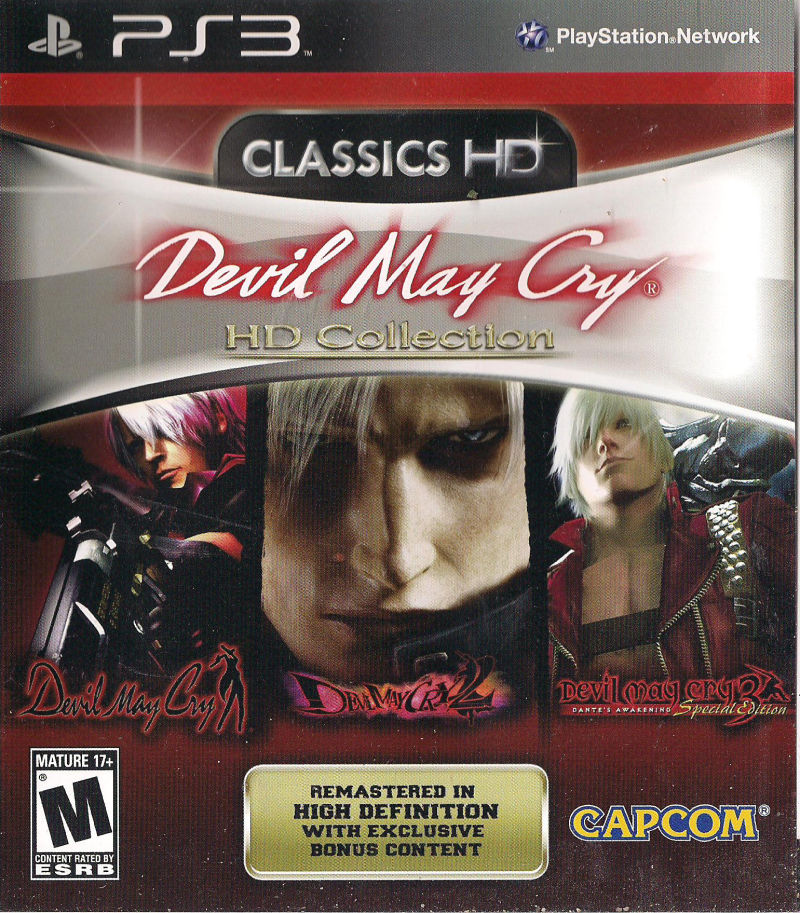 PS3™
PlayStation®Network
SM
CLASSICS HD
Devil May Cry®
HD Collection
Devil May Cry
Devil May Cry 2
Devil may cry 3
DANTE'S AWAKENING Special Edition
MATURE 17+
®
M
CONTENT RATED BY
ESRB
REMASTERED IN
HIGH DEFINITION
WITH EXCLUSIVE
BONUS CONTENT
CAPCOM®